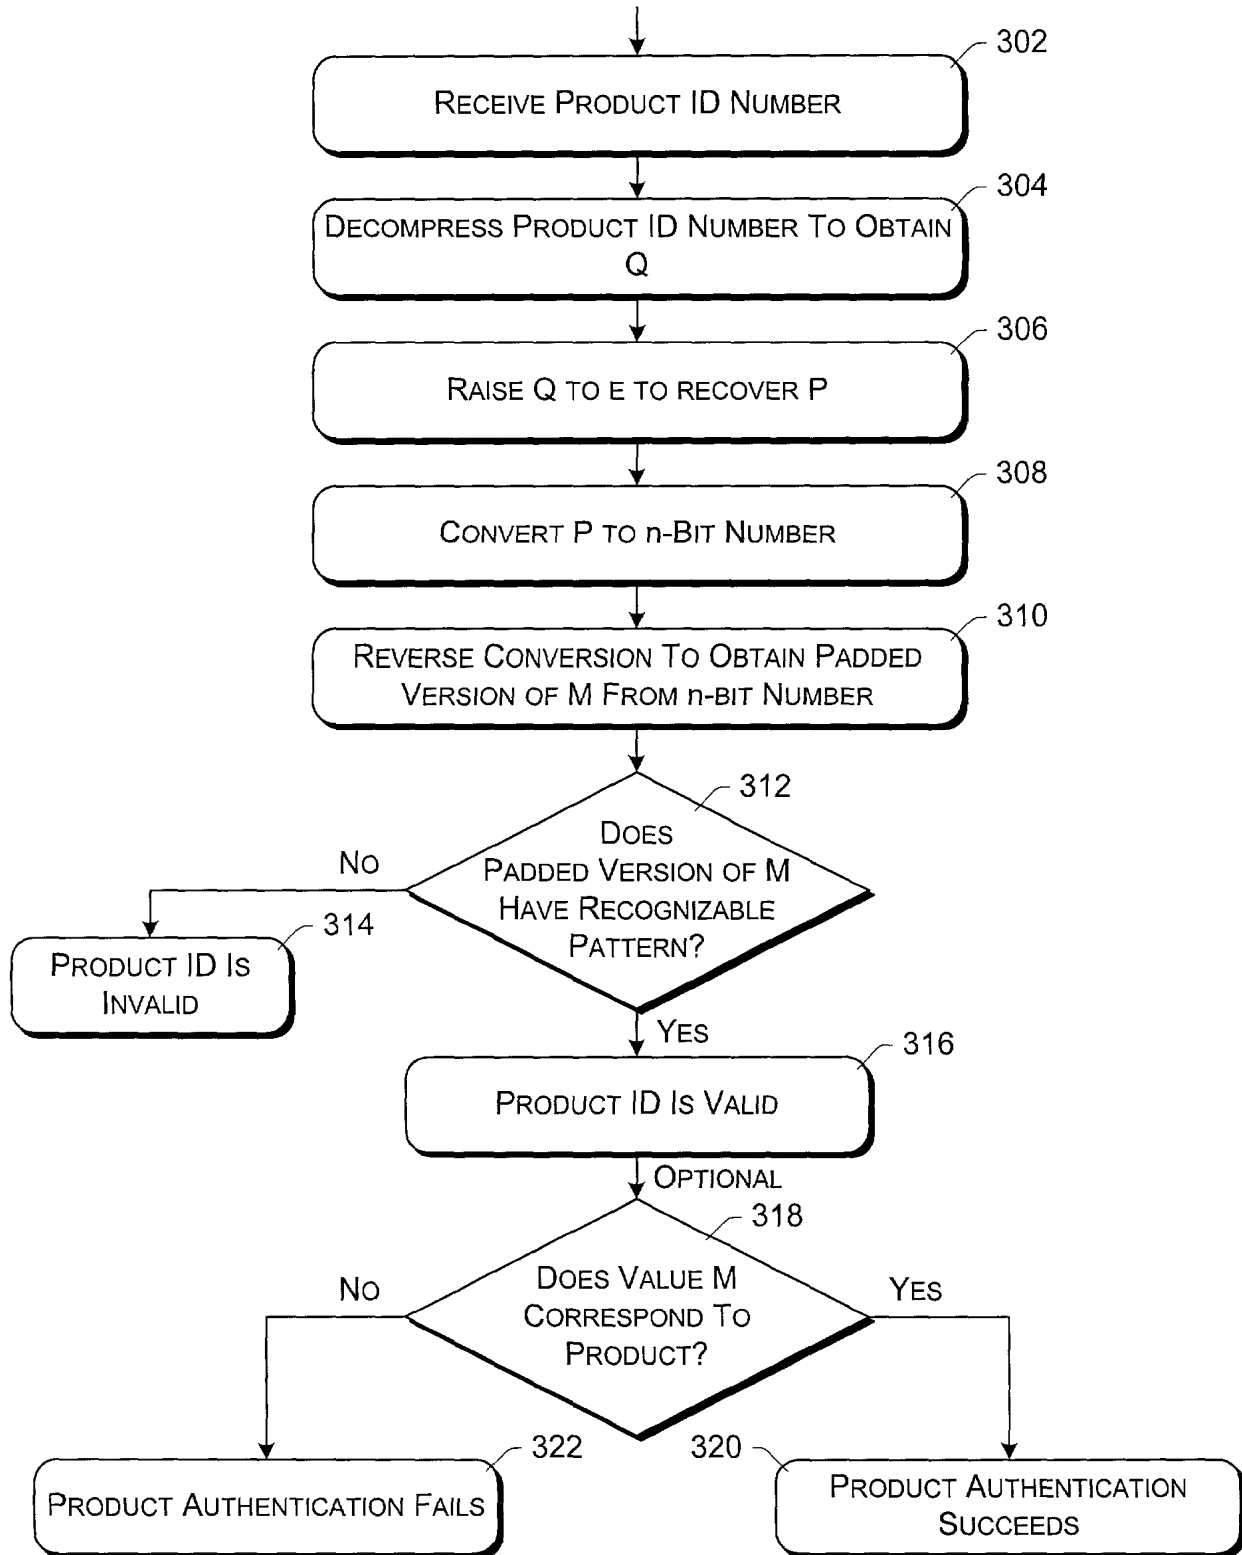 302
RECEIVE PRODUCT ID NUMBER
304
DECOMPRESS PRODUCT ID NUMBER TO OBTAIN
Q
306
RAISE Q TO E TO RECOVER P
308
CONVERT P TO n-BIT NUMBER
310
REVERSE CONVERSION TO OBTAIN PADDED
VERSION OF M FROM n-BIT NUMBER
312
DOES
PADDED VERSION OF M
HAVE RECOGNIZABLE
PATTERN?
NO
314
PRODUCT ID IS
INVALID
YES
316
PRODUCT ID IS VALID
OPTIONAL
318
DOES VALUE M
CORRESPOND TO
PRODUCT?
NO
YES
322
PRODUCT AUTHENTICATION FAILS
320
PRODUCT AUTHENTICATION
SUCCEEDS